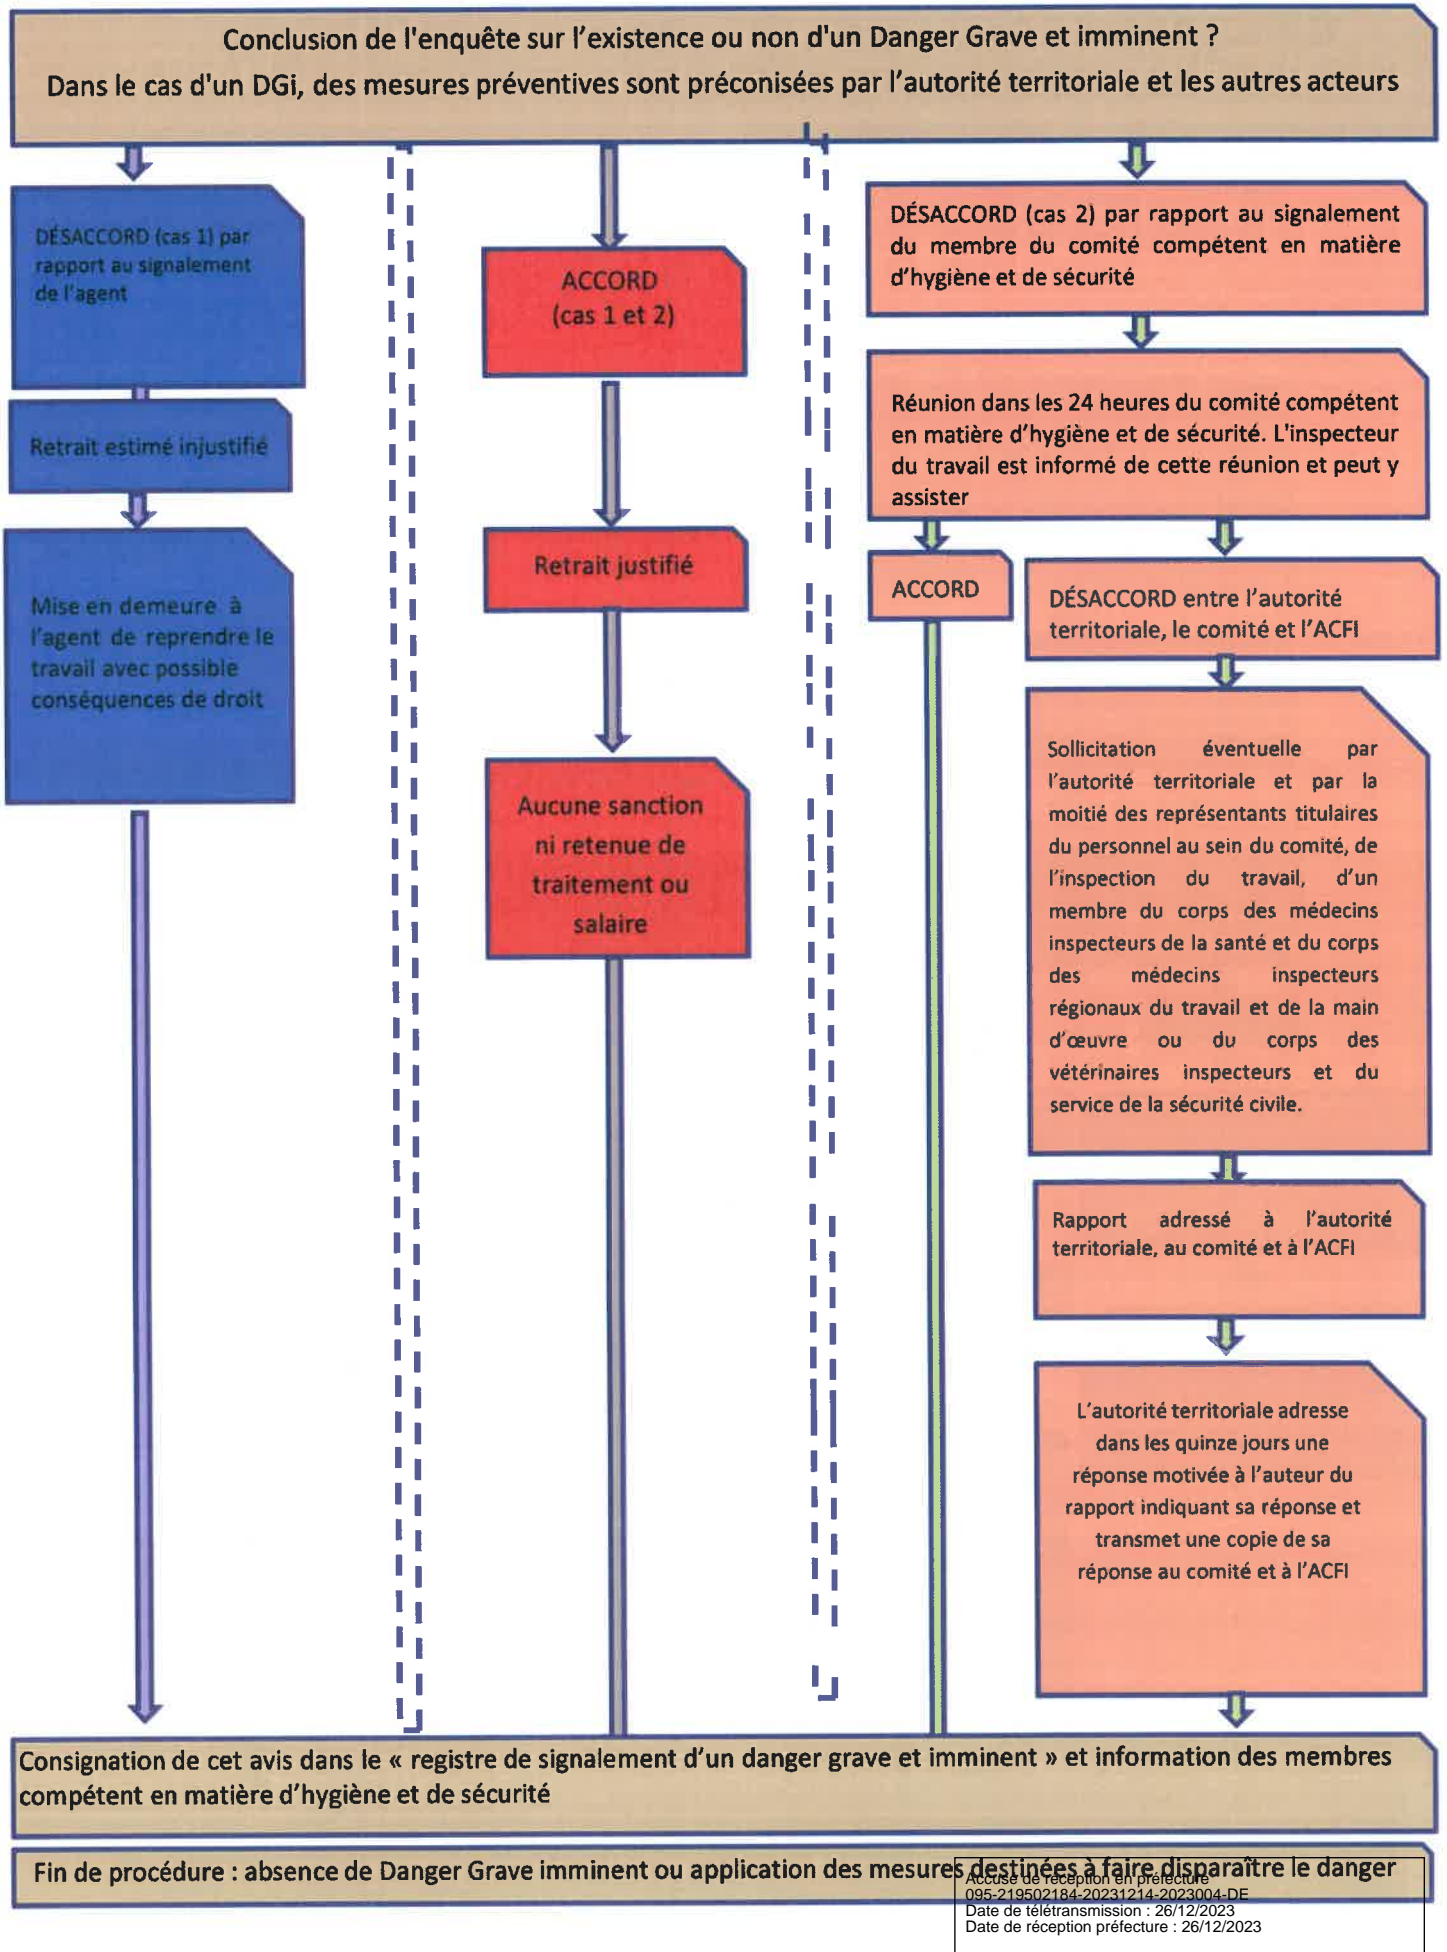 Conclusion de l'enquête sur l'existence ou non d'un Danger Grave et imminent ?
Dans le cas d'un DGi, des mesures préventives sont préconisées par l'autorité territoriale et les autres acteurs
DÉSACCORD (cas 1) par
rapport au signalement
de l'agent
Retrait estimé injustifié
Mise en demeure à
l'agent de reprendre le
travail avec possible
conséquences de droit
ACCORD
(cas 1 et 2)
Retrait justifié
Aucune sanction
ni retenue de
traitement ou
salaire
DÉSACCORD (cas 2) par rapport au signalement
du membre du comité compétent en matière
d'hygiène et de sécurité
Réunion dans les 24 heures du comité compétent
en matière d'hygiène et de sécurité. L'inspecteur
du travail est informé de cette réunion et peut y
assister
ACCORD
DÉSACCORD entre l'autorité
territoriale, le comité et l'ACFI
Sollicitation éventuelle par
l'autorité territoriale et par la
moitié des représentants titulaires
du personnel au sein du comité, de
l'inspection du travail, d'un
membre du corps des médecins
inspecteurs de la santé et du corps
des médecins inspecteurs
régionaux du travail et de la main
d'œuvre ou du corps des
vétérinaires inspecteurs et du
service de la sécurité civile.
Rapport adressé à l'autorité
territoriale, au comité et à l'ACFI
L'autorité territoriale adresse
dans les quinze jours une
réponse motivée à l'auteur du
rapport indiquant sa réponse et
transmet une copie de sa
réponse au comité et à l'ACFI
Consignation de cet avis dans le « registre de signalement d'un danger grave et imminent » et information des membres
compétent en matière d'hygiène et de sécurité
Fin de procédure : absence de Danger Grave imminent ou application des mesures destinées à faire disparaître le danger
Accusé de réception en préfecture
095-219502184-20231214-2023004-DE
Date de télétransmission : 26/12/2023
Date de réception préfecture : 26/12/2023